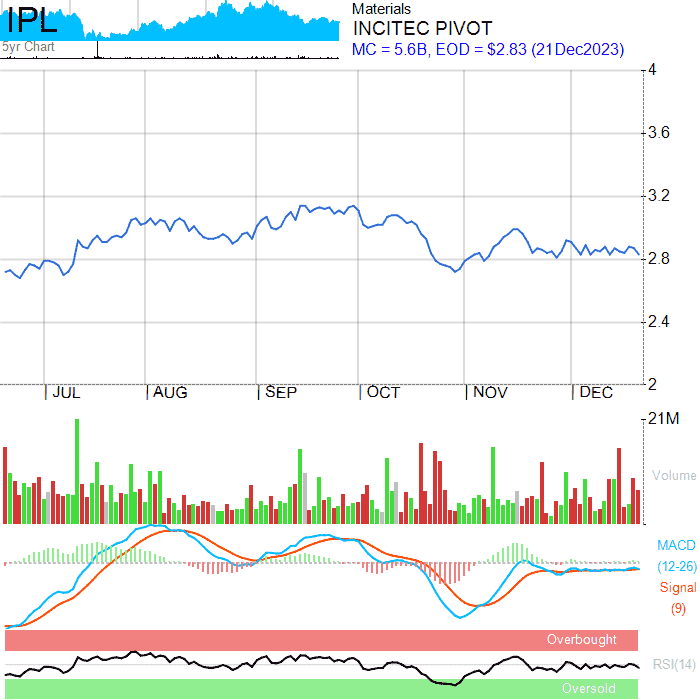 IPL
5yr Chart
Materials
INCITEC PIVOT
MC = 5.6B, EOD = $2.83 (21Dec2023)
4
3.6
3.2
2.8
2.4
2
JUL AUG SEP OCT NOV DEC
21M
Volume
MACD
(12-26)
Signal
(9)
Overbought
RSI(14)
Oversold